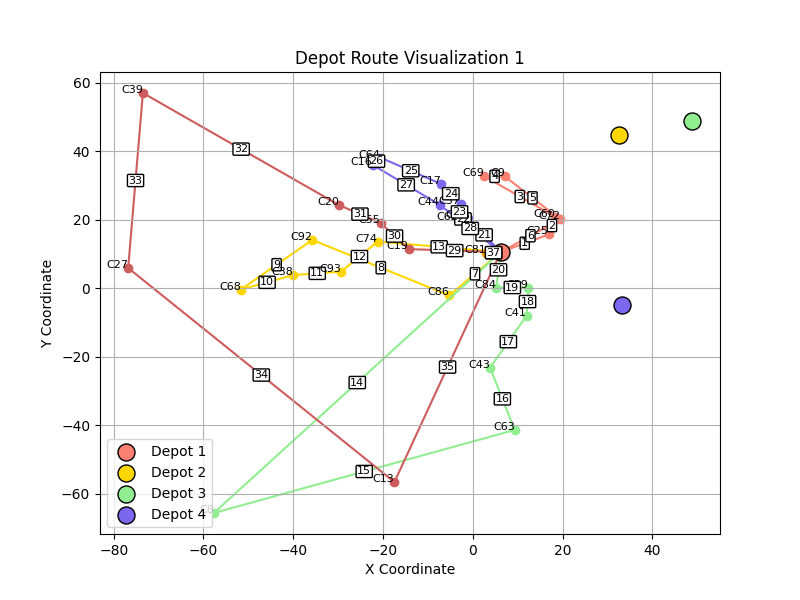 Depot Route Visualization 1
Y Coordinate
60
40
20
0
−20
−40
−60
C39
32
33
C20
31
C55
30
C19
29
C27
34
C13
35
C64
26
C16
25
27
C17
24
C44
23
28
21
C69
4
3
5
C25
2
1
6
C92
C74
13
12
9
8
C38
11
C93
10
C68
C86
7
C81
37
20
C84
19
18
C41
17
C43
16
C63
14
15
Depot 1
Depot 2
Depot 3
Depot 4
−80
−60
−40
−20
0
20
40
X Coordinate